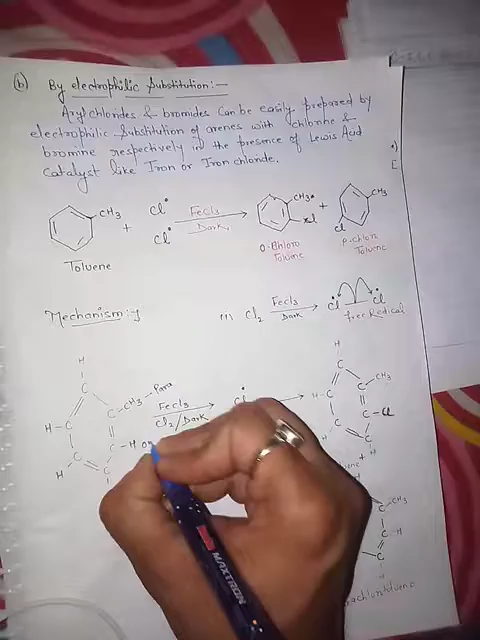 (b) By electrophilic Substitution:-
Aryl chlorides & bromides can be easily prepared by
electrophilic substitution of arenes with chlorine &
bromine respectively in the presence of Lewis Acid
Catalyst like Iron or Iron chloride.
CH3 + Cl• Cl• FeCl3 Dark CH3 + CH3 Cl
Toluene
P-chloro
Toluene
Toluene
Mechanism:-
(i) Cl2 FeCl3 Dark Cl Cl
free Radical
H
H
C CH3 Para
C
FeCl3
Cl2/Dark
C CH3
H-C
C-H
C-Cl
H
C
C
H
C CH3
C H
C
H
MAXTRON